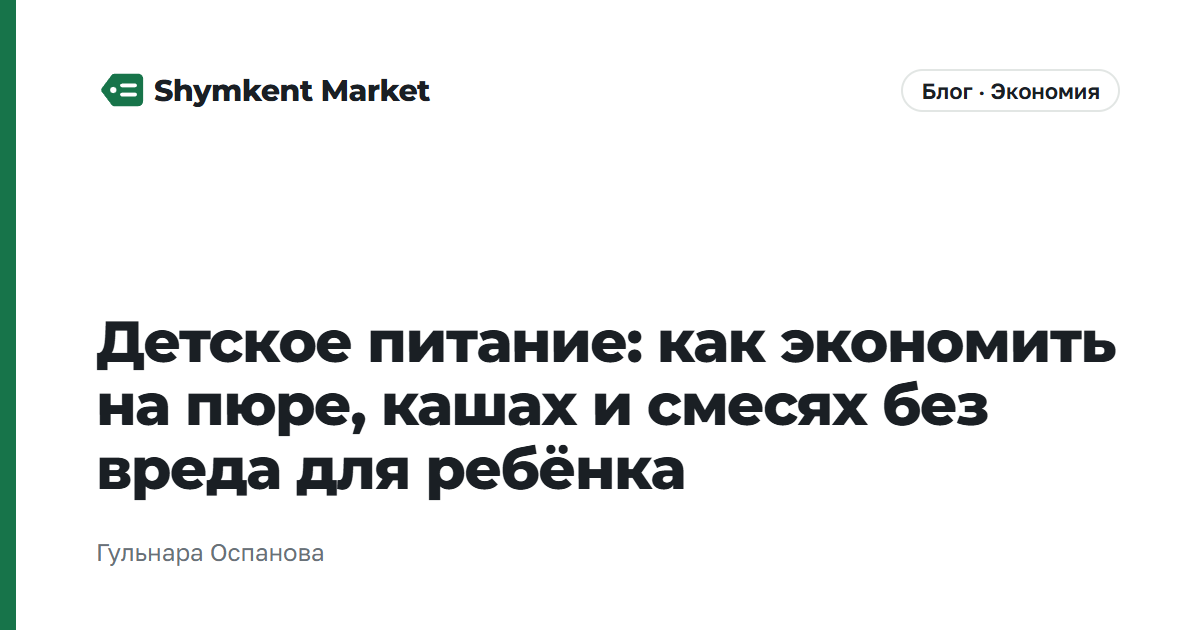 Shymkent Market
Блог · Экономия
Детское питание: как экономить
на пюре, кашах и смесях без
вреда для ребёнка
Гульнара Оспанова